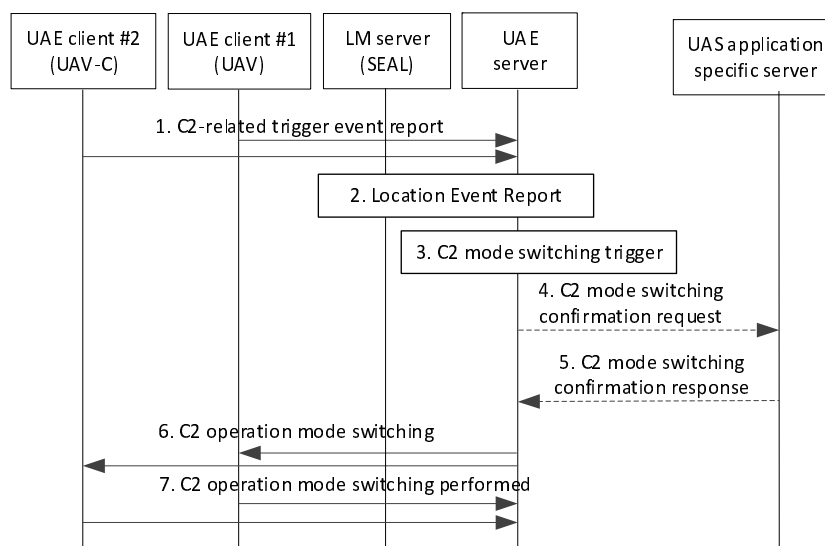 UAE client #2
(UAV-C)
UAE client #1
(UAV)
LM server
(SEAL)
UAE
server
UAS application
specific server
1. C2-related trigger event report
2. Location Event Report
3. C2 mode switching trigger
4. C2 mode switching
confirmation request
5. C2 mode switching
confirmation response
6. C2 operation mode switching
7. C2 operation mode switching performed